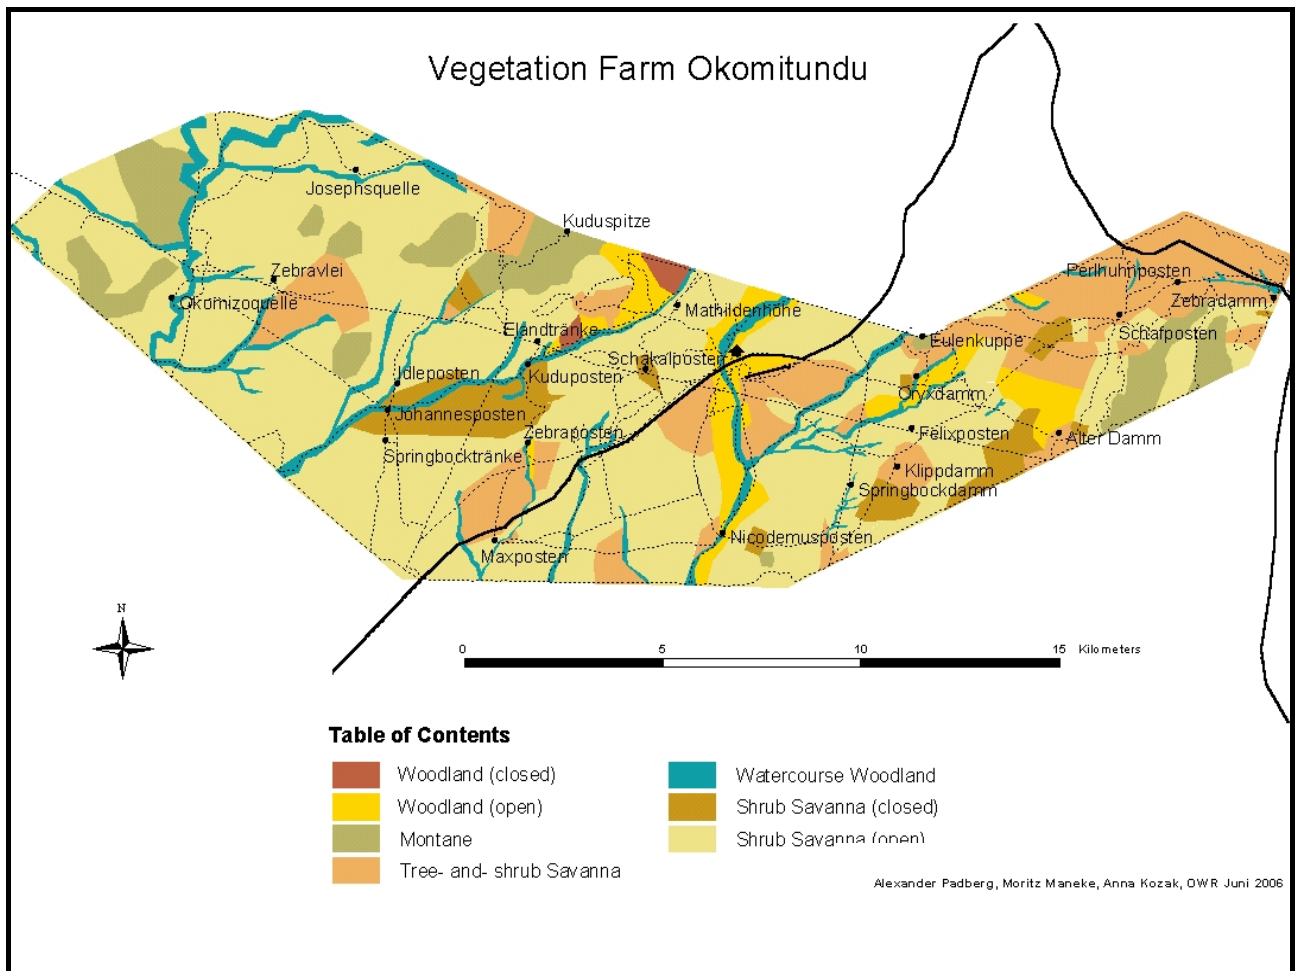 Vegetation Farm Okomitundu
Josephsquelle
Kuduspitze
Zebravlei
Perlhuhnposten
Okomizoquelle
Zebradamm
Mathildenhöhe
Elandtränke
Schafposten
Eulenkuppe
Schakalposten
Idleposten
Kuduposten
Oryxdamm
Johannesposten
Zebraposten
Felixposten
Alter Damm
Springbocktränke
Klippdamm
Springbockdamm
Nicodemusposten
Maxposten
N
0 5 10 15 Kilometers
Table of Contents
Woodland (closed)
Woodland (open)
Montane
Tree- and- shrub Savanna
Watercourse Woodland
Shrub Savanna (closed)
Shrub Savanna (open)
Alexander Padberg, Moritz Maneke, Anna Kozak, OWR Juni 2006